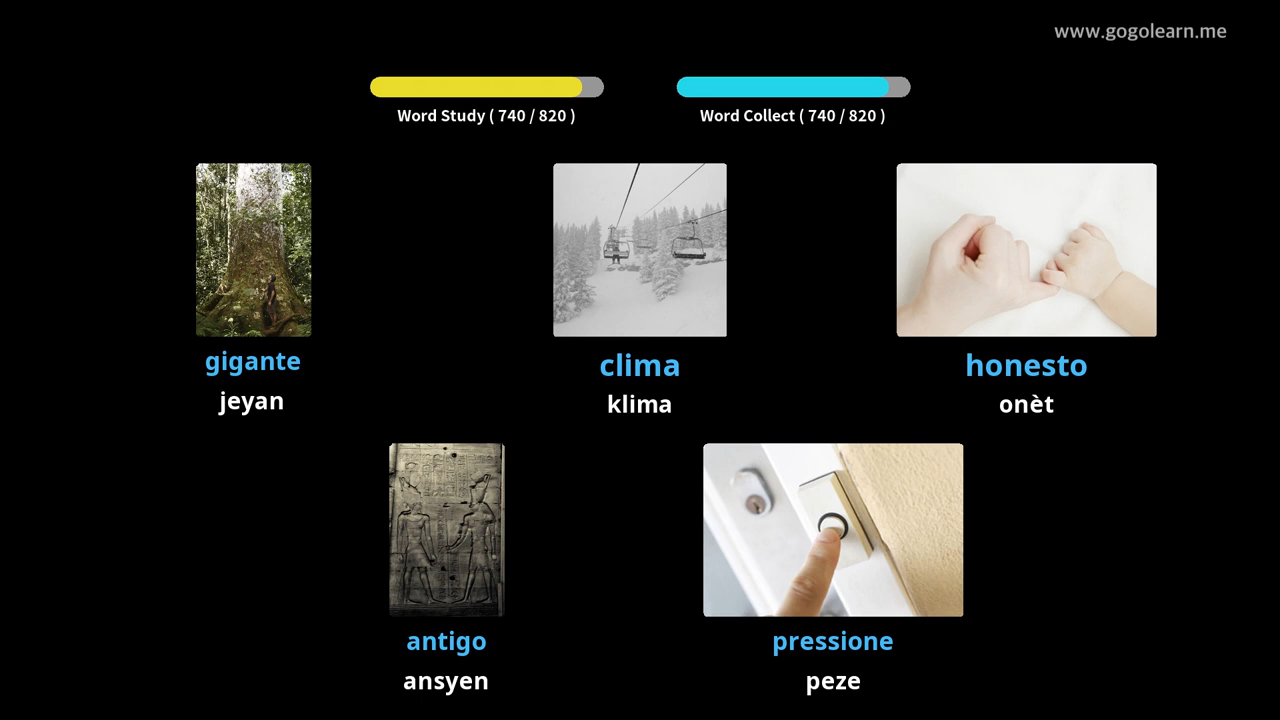 www.gogolearn.me
Word Study ( 740 / 820 )
Word Collect ( 740 / 820 )
gigante
jeyan
clima
klima
honesto
onèt
antigo
ansyen
pressione
peze